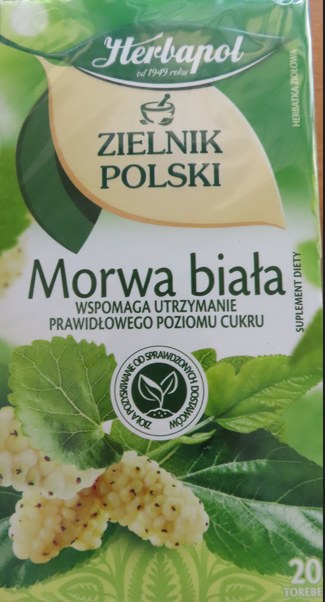 Herbapol
od 1949 roku
HERBATKA ZIOŁOWA
ZIELNIK
POLSKI
Morwa biała
WSPOMAGA UTRZYMANIE
PRAWIDŁOWEGO POZIOMU CUKRU
SUPLEMENT DIETY
ZIOŁA POZYSKIWANE OD SPRAWDZONYCH DOSTAWCÓW
20
TOREBE